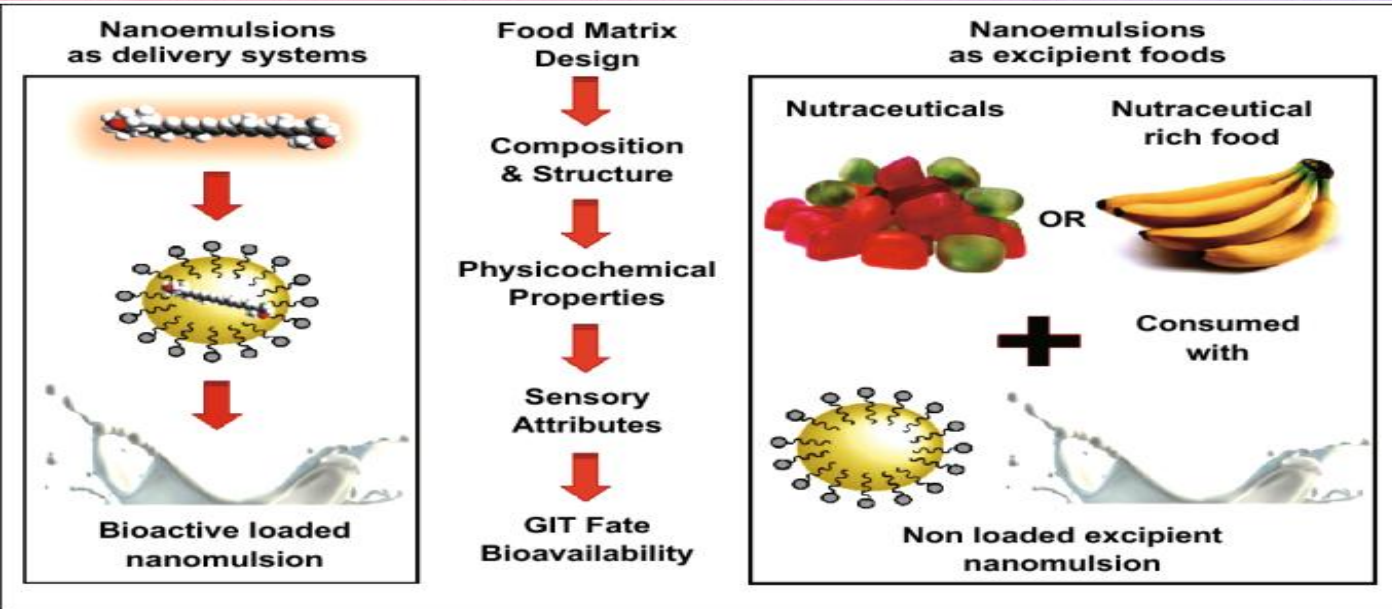 Nanoemulsions
as delivery systems
Bioactive loaded
nanomulsion
Food Matrix
Design
Composition
& Structure
Physicochemical
Properties
Sensory
Attributes
GIT Fate
Bioavailability
Nanoemulsions
as excipient foods
Nutraceuticals
OR
Nutraceutical
rich food
Consumed
with
Non loaded excipient
nanomulsion